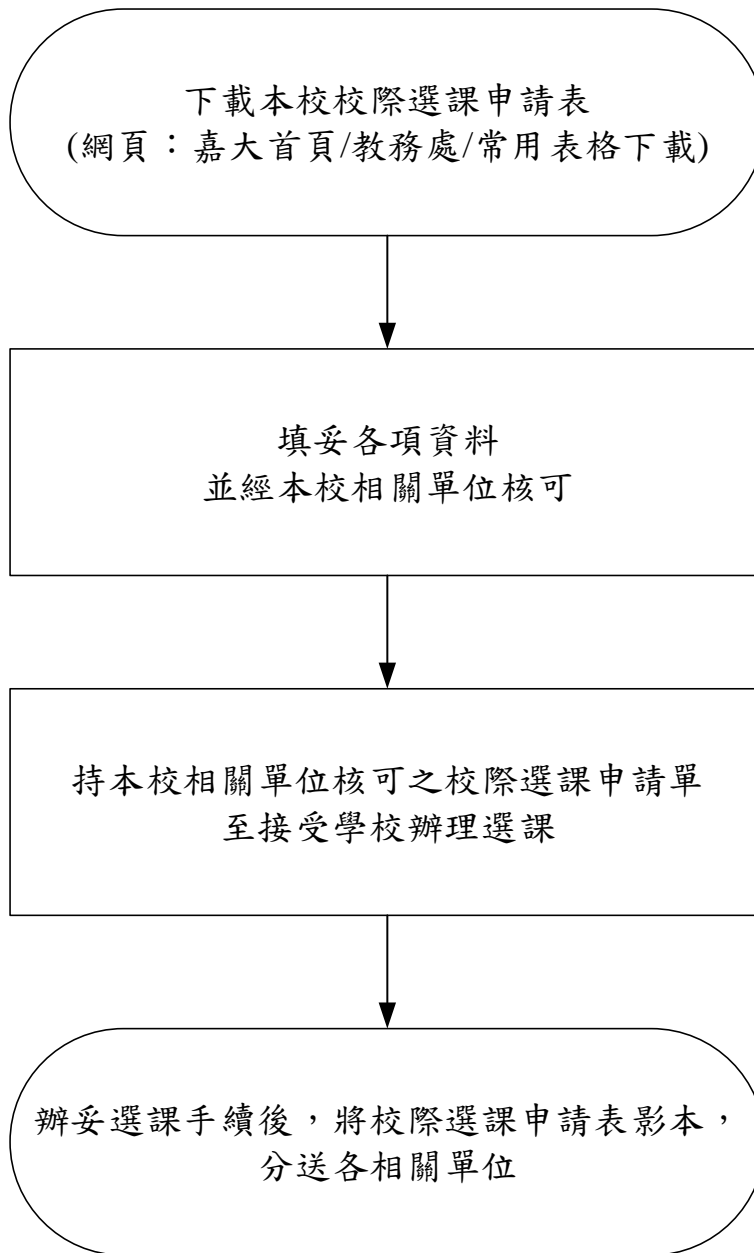 下載本校校際選課申請表
(網頁：嘉大首頁/教務處/常用表格下載)
填妥各項資料
並經本校相關單位核可
持本校相關單位核可之校際選課申請單
至接受學校辦理選課
辦妥選課手續後，將校際選課申請表影本，
分送各相關單位